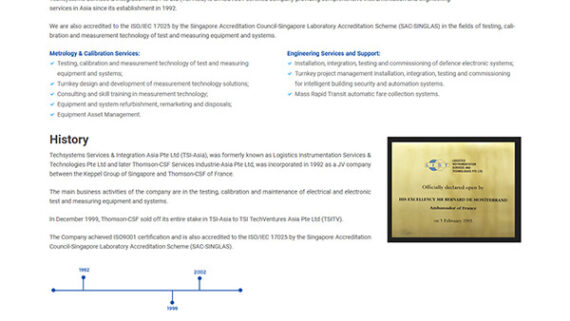 services in Asia since its establishment in 1992.
We are also accredited to the ISO/IEC 17025 by the Singapore Accreditation Council-Singapore Laboratory Accreditation Scheme (SAC-SINGLAS) in the fields of testing, cali-
bration and measurement technology of test and measuring equipment and systems.
Metrology & Calibration Services:
Testing, calibration and measurement technology of test and measuring
equipment and systems;
Turnkey design and development of measurement technology solutions;
Consulting and skill training in measurement technology;
Equipment and system refurbishment, remarketing and disposals;
Equipment Asset Management.
Engineering Services and Support:
Installation, integration, testing and commissioning of defence electronic systems;
Turnkey project management Installation, integration, testing and commissioning
for intelligent building security and automation systems.
Mass Rapid Transit automatic fare collection systems.
History
Techsystems Services & Integration Asia Pte Ltd (TSI-Asia), was formerly known as Logistics Instrumentation Services &
Technologies Pte Ltd and later Thomson-CSF Services Industrie-Asia Pte Ltd, was incorporated in 1992 as a JV company
between the Keppel Group of Singapore and Thomson-CSF of France.
The main business activities of the company are in the testing, calibration and maintenance of electrical and electronic
test and measuring equipment and systems.
In December 1999, Thomson-CSF sold off its entire stake in TSI-Asia to TSI TechVentures Asia Pte Ltd (TSITV).
The Company achieved ISO9001 certification and is also accredited to the ISO/IEC 17025 by the Singapore Accreditation
Council-Singapore Laboratory Accreditation Scheme (SAC-SINGLAS).
LOGISTICS
INSTRUMENTATION
SERVICES AND
TECHNOLOGIES PTE LTD
Officially declared open by
HIS EXCELLENCY MR BERNARD DE MONTFERRAND
Ambassador of France
1992
2002
1999